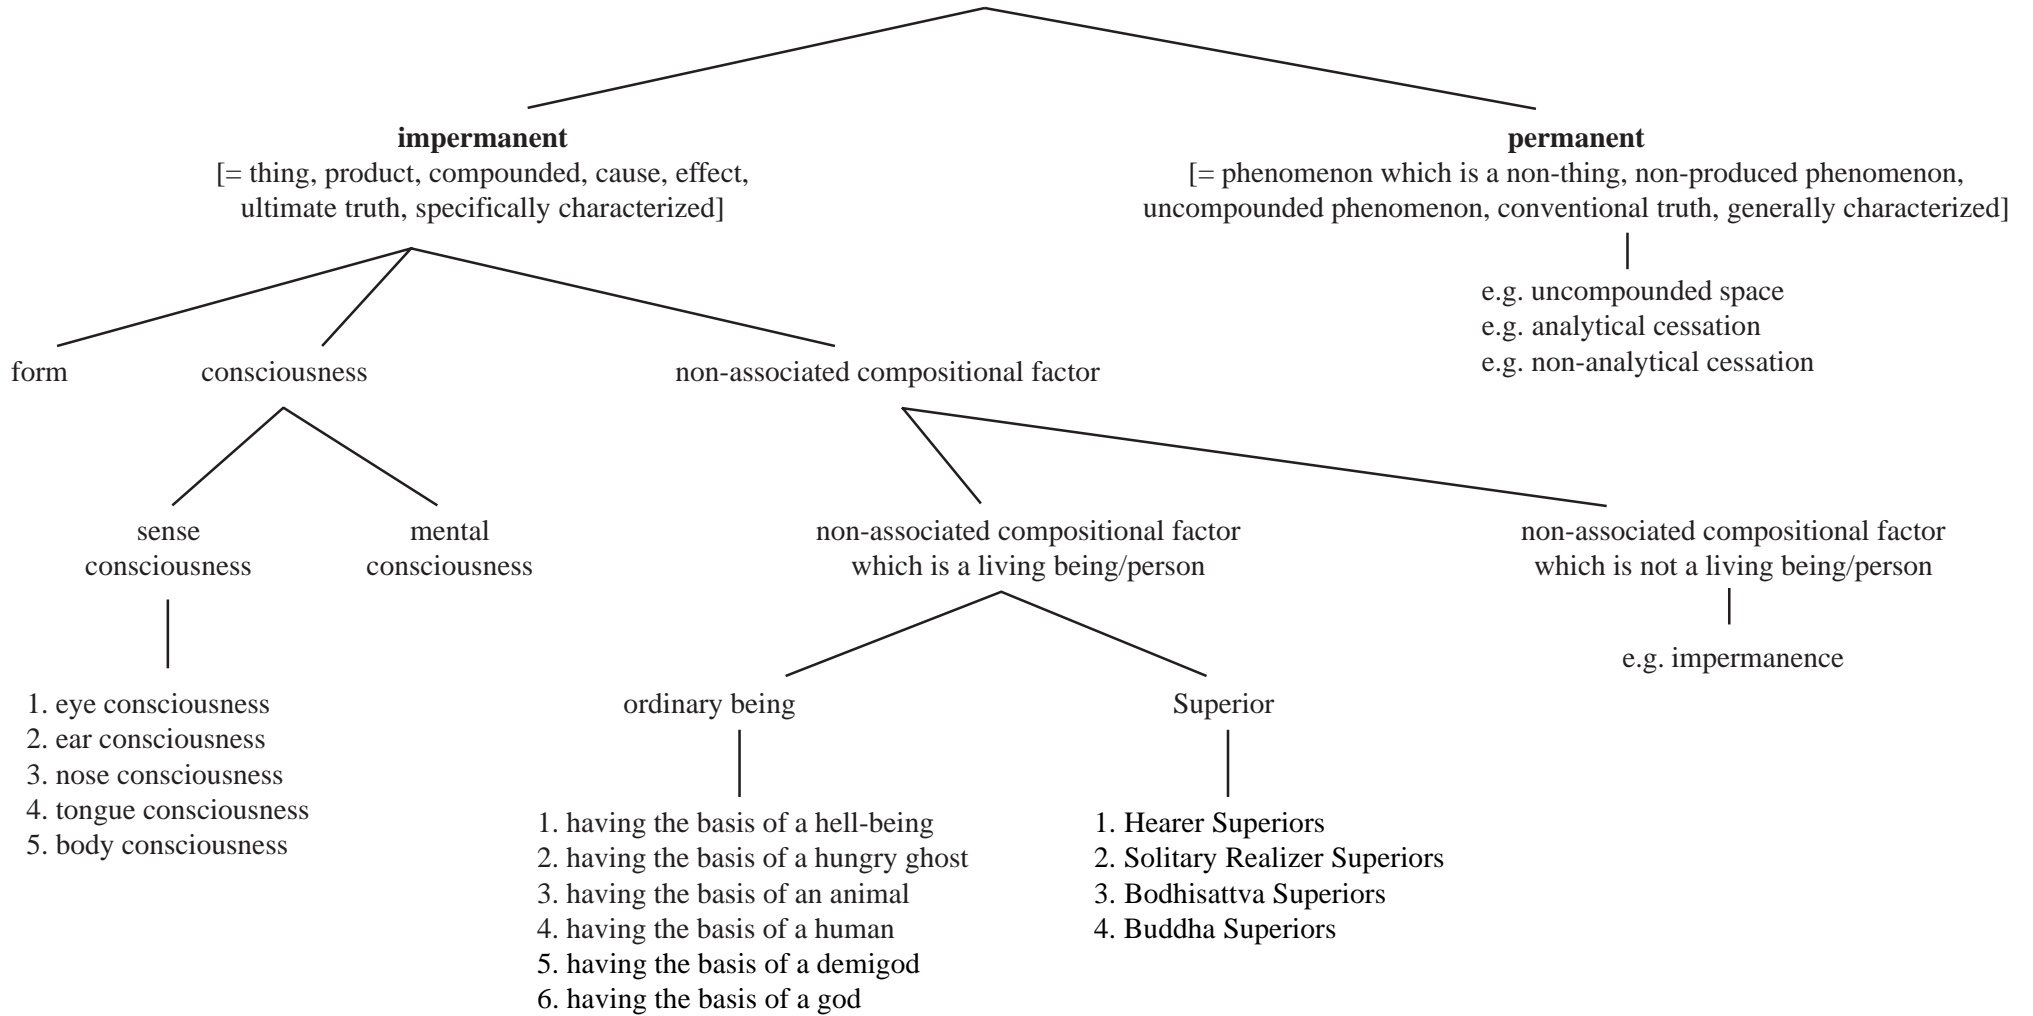 impermanent
[= thing, product, compounded, cause, effect,
ultimate truth, specifically characterized]
permanent
[= phenomenon which is a non-thing, non-produced phenomenon,
uncompounded phenomenon, conventional truth, generally characterized]
e.g. uncompounded space
e.g. analytical cessation
e.g. non-analytical cessation
form
consciousness
non-associated compositional factor
sense
consciousness
mental
consciousness
non-associated compositional factor
which is a living being/person
non-associated compositional factor
which is not a living being/person
e.g. impermanence
1. eye consciousness
2. ear consciousness
3. nose consciousness
4. tongue consciousness
5. body consciousness
ordinary being
Superior
1. having the basis of a hell-being
2. having the basis of a hungry ghost
3. having the basis of an animal
4. having the basis of a human
5. having the basis of a demigod
6. having the basis of a god
1. Hearer Superiors
2. Solitary Realizer Superiors
3. Bodhisattva Superiors
4. Buddha Superiors